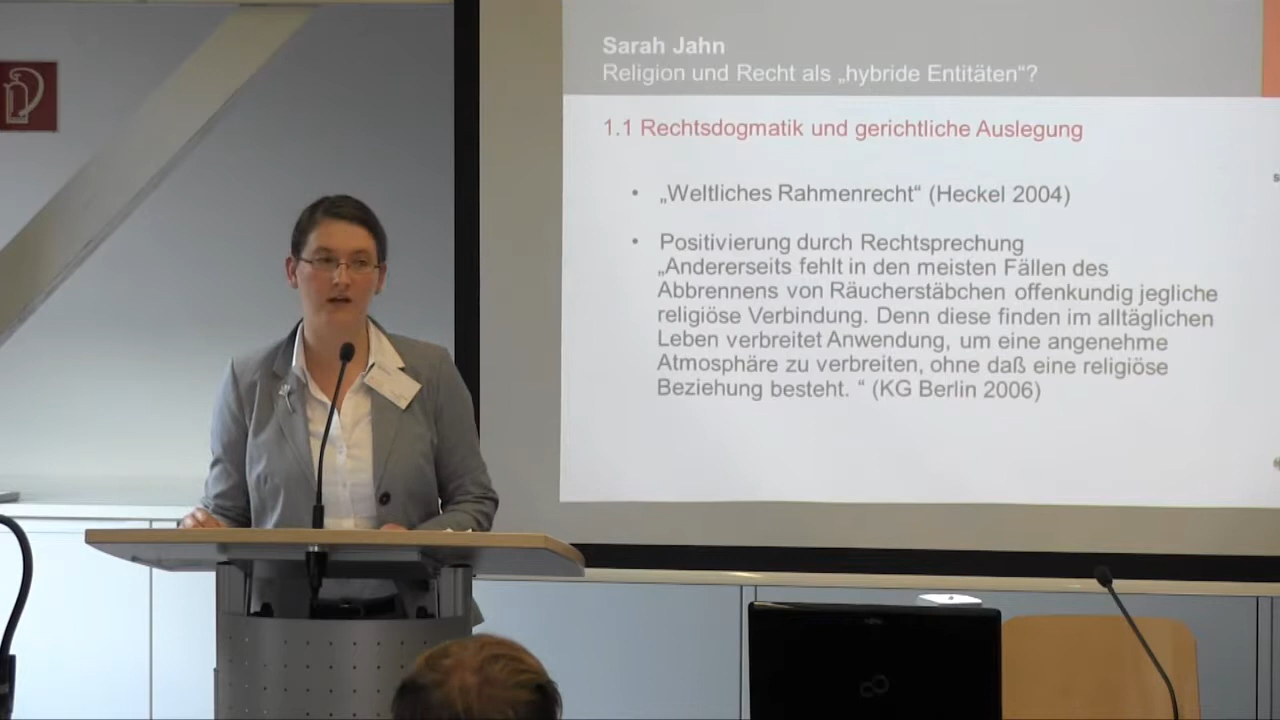 Sarah Jahn
Religion und Recht als „hybride Entitäten“?
1.1 Rechtsdogmatik und gerichtliche Auslegung
• „Weltliches Rahmenrecht“ (Heckel 2004)
• Positivierung durch Rechtsprechung
„Andererseits fehlt in den meisten Fällen des
Abbrennens von Räucherstäbchen offenkundig jegliche
religiöse Verbindung. Denn diese finden im alltäglichen
Leben verbreitet Anwendung, um eine angenehme
Atmosphäre zu verbreiten, ohne daß eine religiöse
Beziehung besteht. “ (KG Berlin 2006)